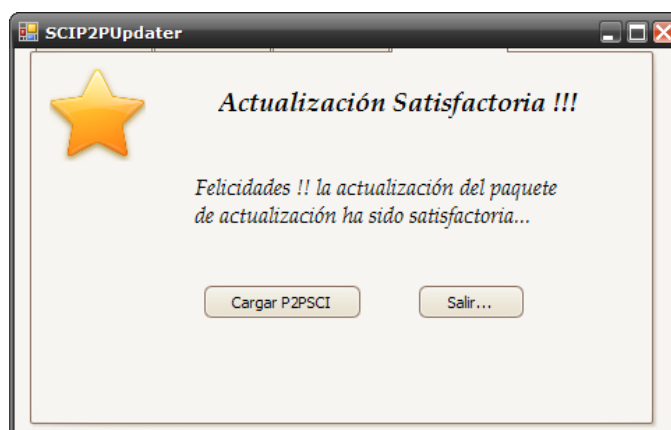 SCIP2PUpdater
Actualización Satisfactoria !!!
Felicidades !! la actualización del paquete
de actualización ha sido satisfactoria...
Cargar P2PSCI
Salir...